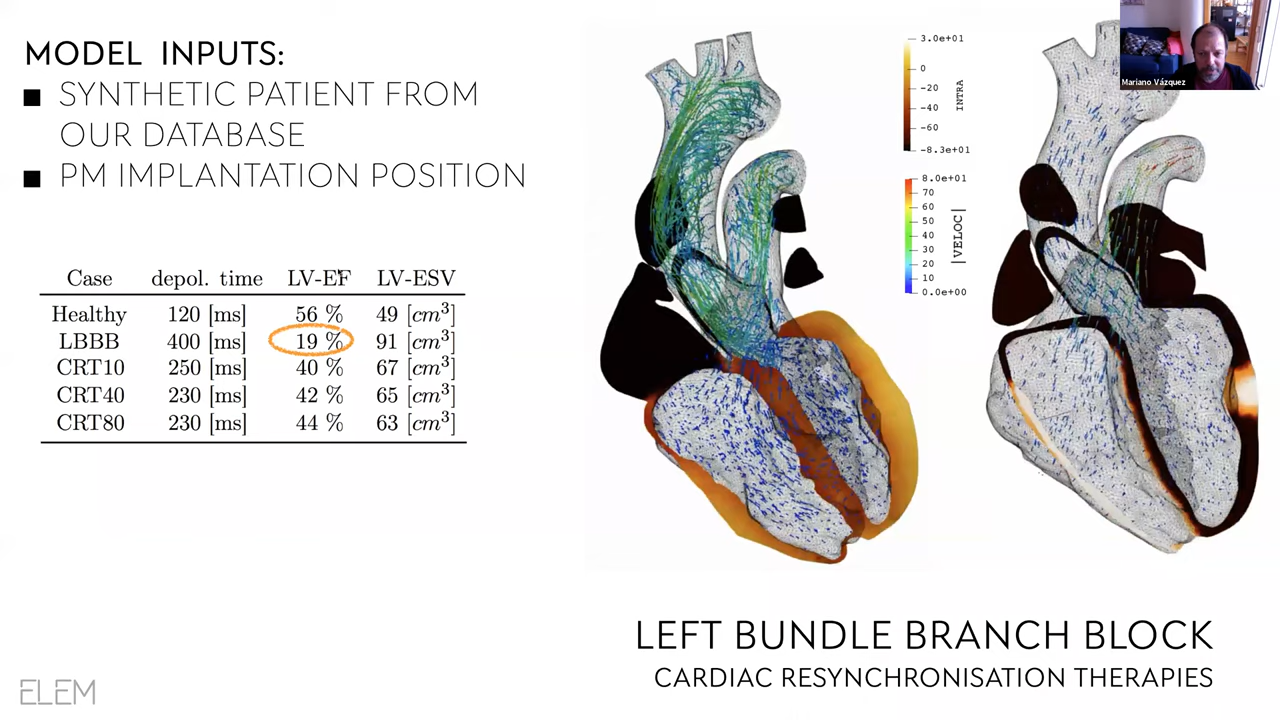 MODEL INPUTS:
■ SYNTHETIC PATIENT FROM
OUR DATABASE
■ PM IMPLANTATION POSITION
Case depol. time LV-EF LV-ESV
Healthy 120 [ms] 56 % 49 [cm³]
LBBB 400 [ms] 19 % 91 [cm³]
CRT10 250 [ms] 40 % 67 [cm³]
CRT40 230 [ms] 42 % 65 [cm³]
CRT80 230 [ms] 44 % 63 [cm³]
3.0e+01
0
-20
-40
-60
-8.3e+01
INTRA
8.0e+01
70
60
50
40
30
20
10
0.0e+00
|VELOC|
Mariano Vázquez
LEFT BUNDLE BRANCH BLOCK
CARDIAC RESYNCHRONISATION THERAPIES
ELEM